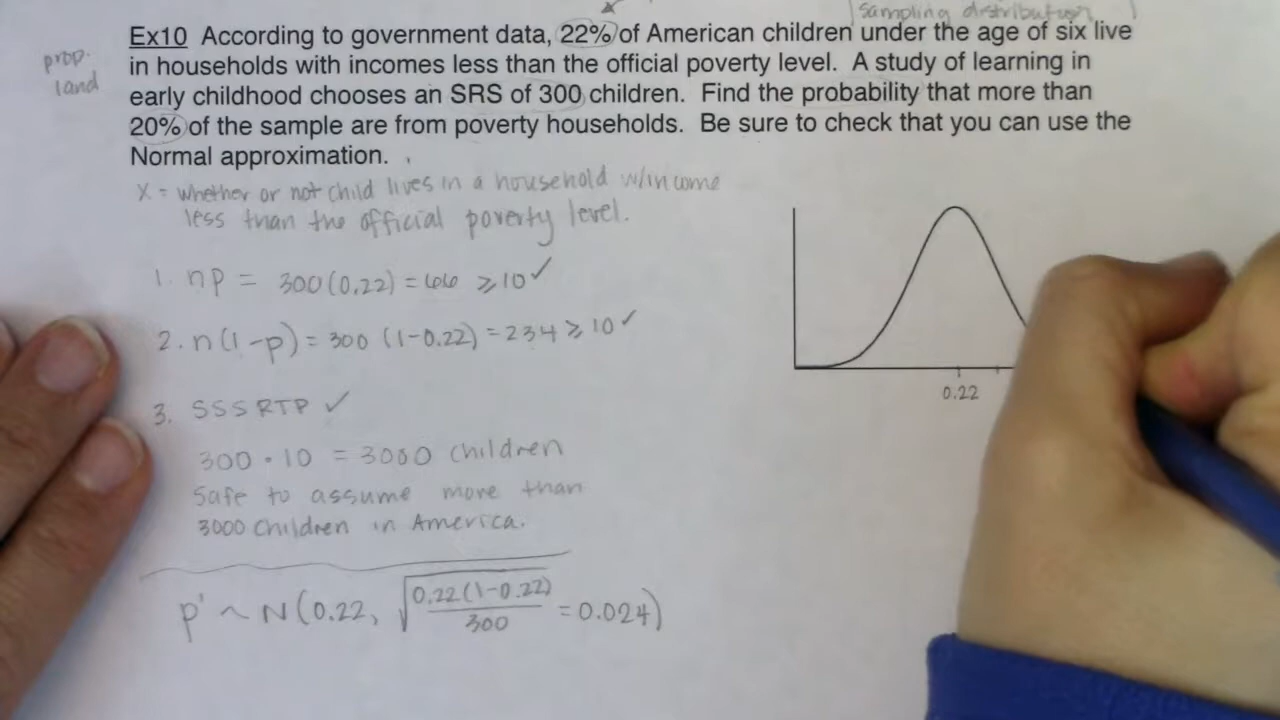 sampling distribution
prop.
land
Ex10 According to government data, 22% of American children under the age of six live
in households with incomes less than the official poverty level. A study of learning in
early childhood chooses an SRS of 300 children. Find the probability that more than
20% of the sample are from poverty households. Be sure to check that you can use the
Normal approximation.
X = whether or not child lives in a household w/income
less than the official poverty level.
1. np = 300(0.22) = 66 ≥ 10 ✓
2. n(1-p) = 300 (1-0.22) = 234 ≥ 10 ✓
3. SSSRTP ✓
300 • 10 = 3000 children
Safe to assume more than
3000 children in America.
p' ~ N(0.22, √(0.22(1-0.22)/300) = 0.024)
0.22